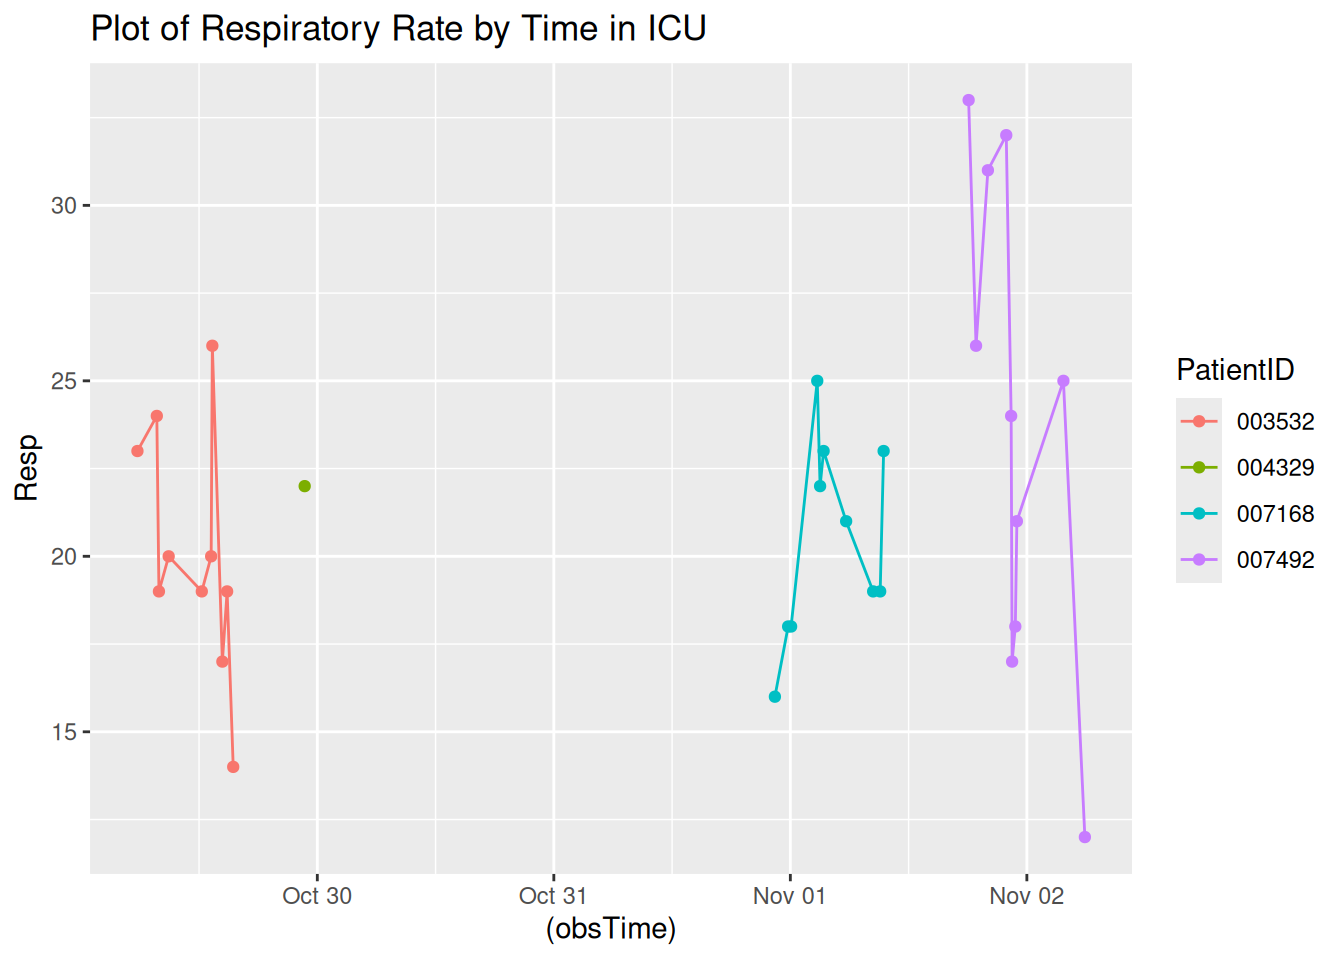 Plot of Respiratory Rate by Time in ICU
30
25
20
15
Resp
Oct 30
Oct 31
Nov 01
Nov 02
(obsTime)
PatientID
003532
004329
007168
007492